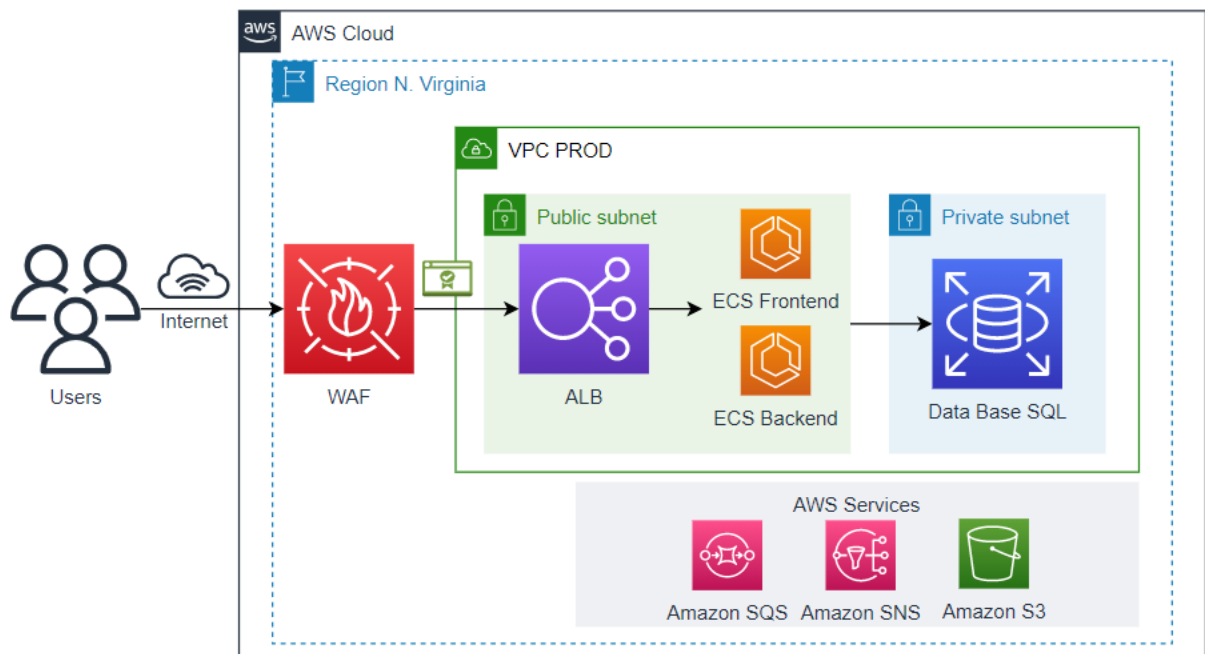 aws
AWS Cloud
Region N. Virginia
VPC PROD
Public subnet
Private subnet
Internet
Users
WAF
ALB
ECS Frontend
ECS Backend
Data Base SQL
AWS Services
Amazon SQS
Amazon SNS
Amazon S3